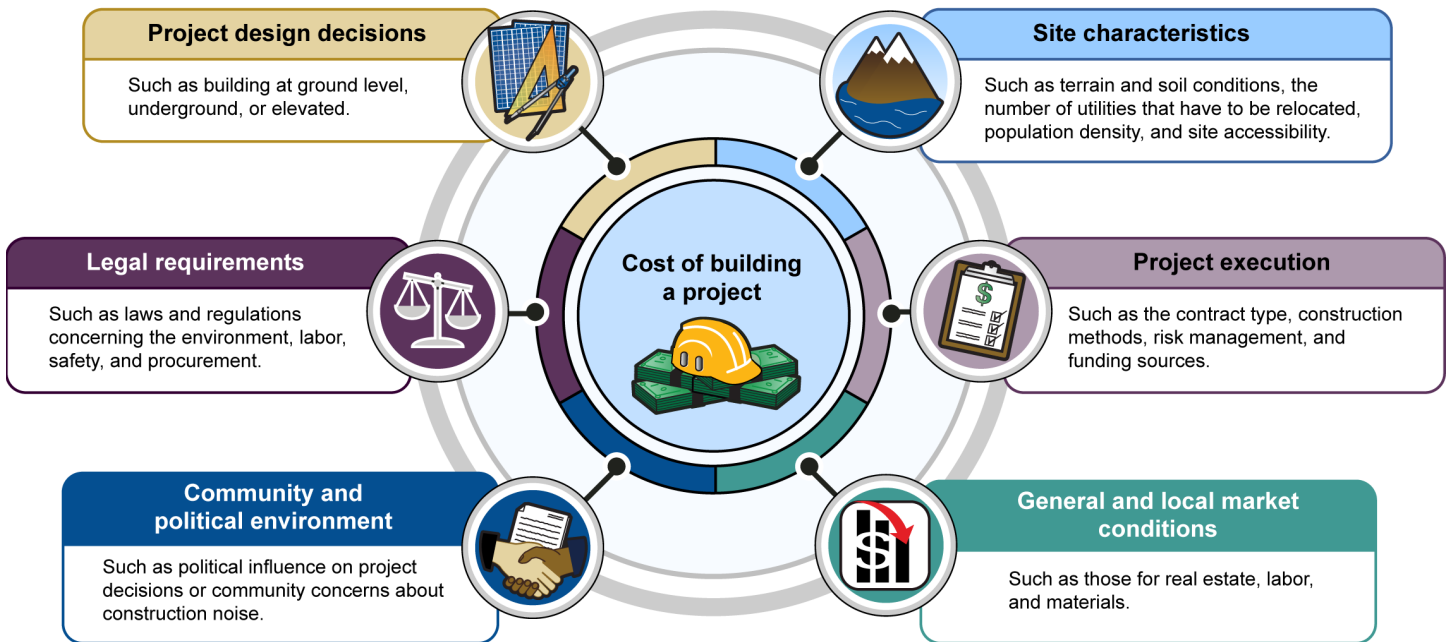 Project design decisions
Such as building at ground level,
underground, or elevated.
Site characteristics
Such as terrain and soil conditions, the
number of utilities that have to be relocated,
population density, and site accessibility.
Legal requirements
Such as laws and regulations
concerning the environment, labor,
safety, and procurement.
Cost of building
a project
$
Project execution
Such as the contract type, construction
methods, risk management, and
funding sources.
Community and
political environment
Such as political influence on project
decisions or community concerns about
construction noise.
$
General and local market
conditions
Such as those for real estate, labor,
and materials.